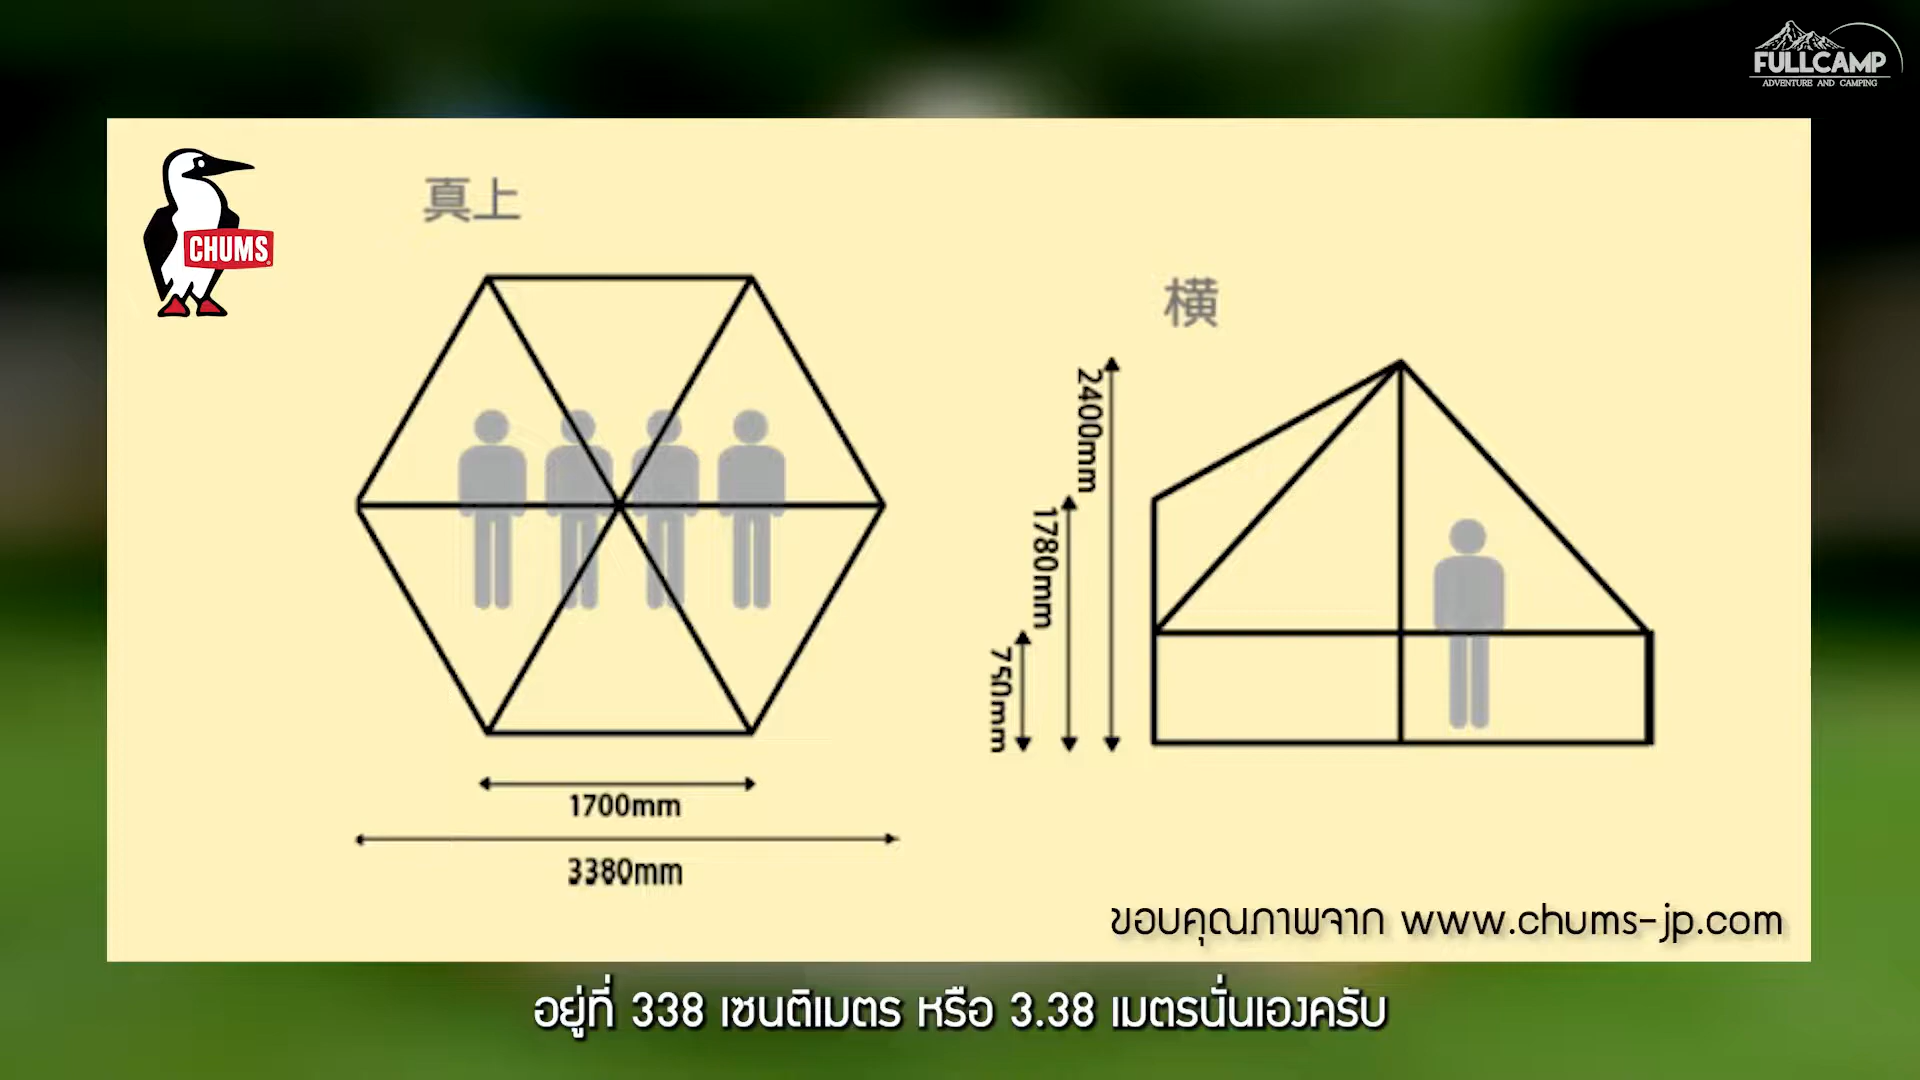 FULLCAMP
ADVENTURE AND CAMPING
CHUMS
真上
横
2400mm
1780mm
750mm
1700mm
3380mm
ขอบคุณภาพจาก www.chums-jp.com
อยู่ที่ 338 เซนติเมตร หรือ 3.38 เมตรนั่นเองครับ